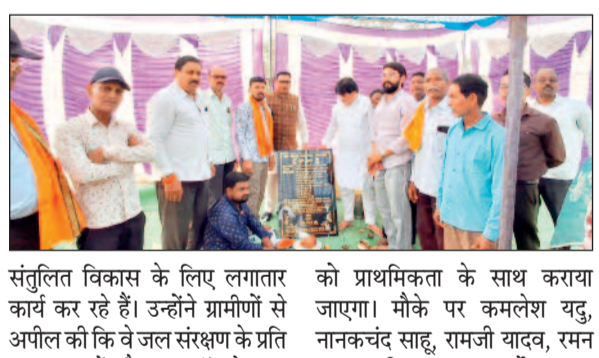 संतुलित विकास के लिए लगातार
कार्य कर रहे हैं। उन्होंने ग्रामीणों से
अपील की कि वे जल संरक्षण के प्रति
को प्राथमिकता के साथ कराया
जाएगा। मौके पर कमलेश यदु,
नानकचंद साहू, रामजी यादव, रमन